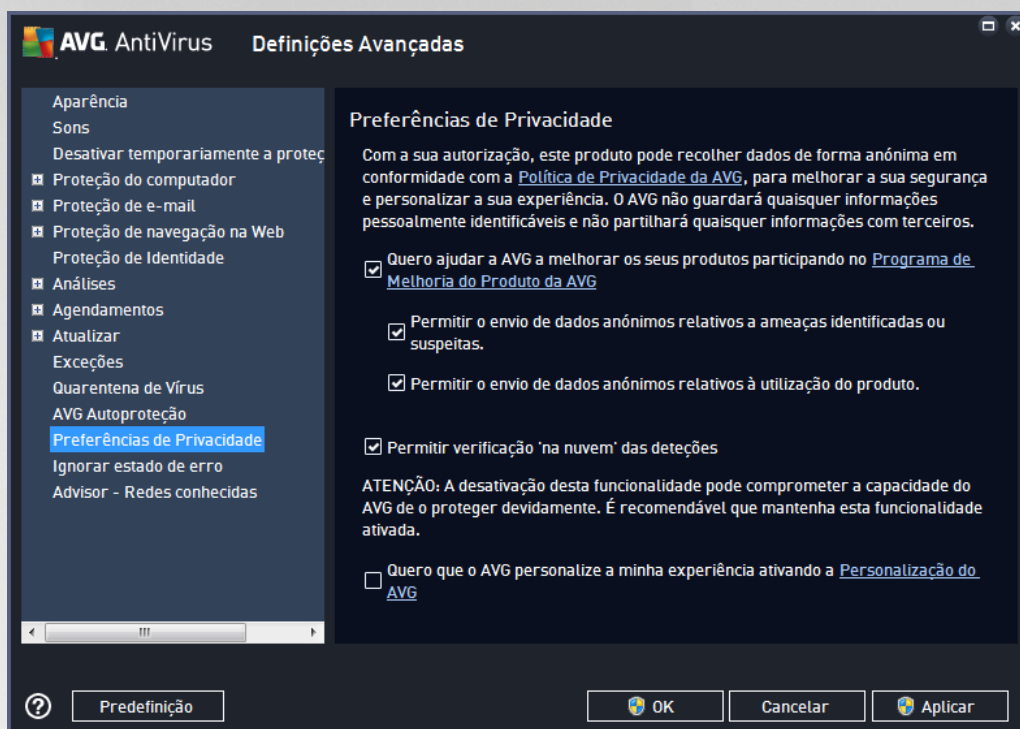 AVG. AntiVirus
Definições Avançadas
Aparência
Sons
Desativar temporariamente a proteç
Proteção do computador
Proteção de e-mail
Proteção de navegação na Web
Proteção de Identidade
Análises
Agendamentos
Atualizar
Exceções
Quarentena de Vírus
AVG Autoproteção
Preferências de Privacidade
Ignorar estado de erro
Advisor - Redes conhecidas
Preferências de Privacidade
Com a sua autorização, este produto pode recolher dados de forma anónima em
conformidade com a Política de Privacidade da AVG, para melhorar a sua segurança
e personalizar a sua experiência. O AVG não guardará quaisquer informações
pessoalmente identificáveis e não partilhará quaisquer informações com terceiros.
Quero ajudar a AVG a melhorar os seus produtos participando no Programa de
Melhoria do Produto da AVG
Permitir o envio de dados anónimos relativos a ameaças identificadas ou
suspeitas.
Permitir o envio de dados anónimos relativos à utilização do produto.
Permitir verificação 'na nuvem' das deteções
ATENÇÃO: A desativação desta funcionalidade pode comprometer a capacidade do
AVG de o proteger devidamente. É recomendável que mantenha esta funcionalidade
ativada.
Quero que o AVG personalize a minha experiência ativando a Personalização do
AVG
Predefinição
OK
Cancelar
Aplicar